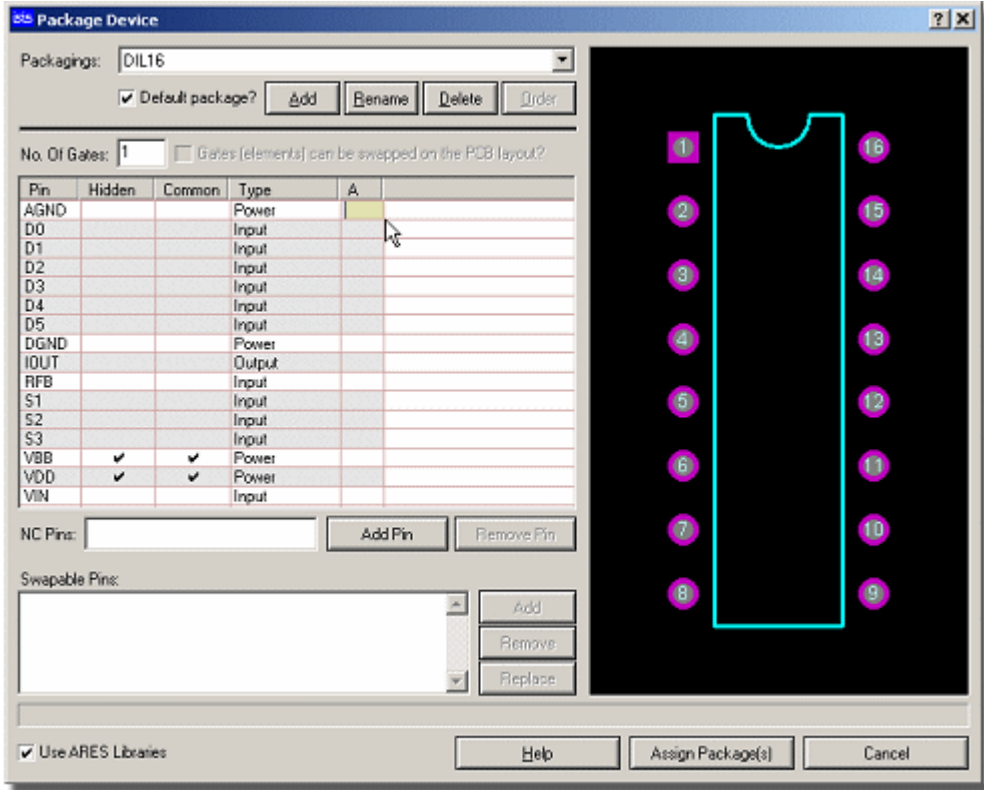 isis Package Device
Packagings: DIL16
Default package? Add Rename Delete Order
No. Of Gates: 1 Gates (elements) can be swapped on the PCB layout?
Pin Hidden Common Type A
AGND Power
D0 Input
D1 Input
D2 Input
D3 Input
D4 Input
D5 Input
DGND Power
IOUT Output
RFB Input
S1 Input
S2 Input
S3 Input
VBB Power
VDD Power
VIN Input
NC Pins: Add Pin Remove Pin
Swapable Pins:
Add
Remove
Replace
Use ARES Libraries
Help Assign Package(s) Cancel
1 16
2 15
3 14
4 13
5 12
6 11
7 10
8 9